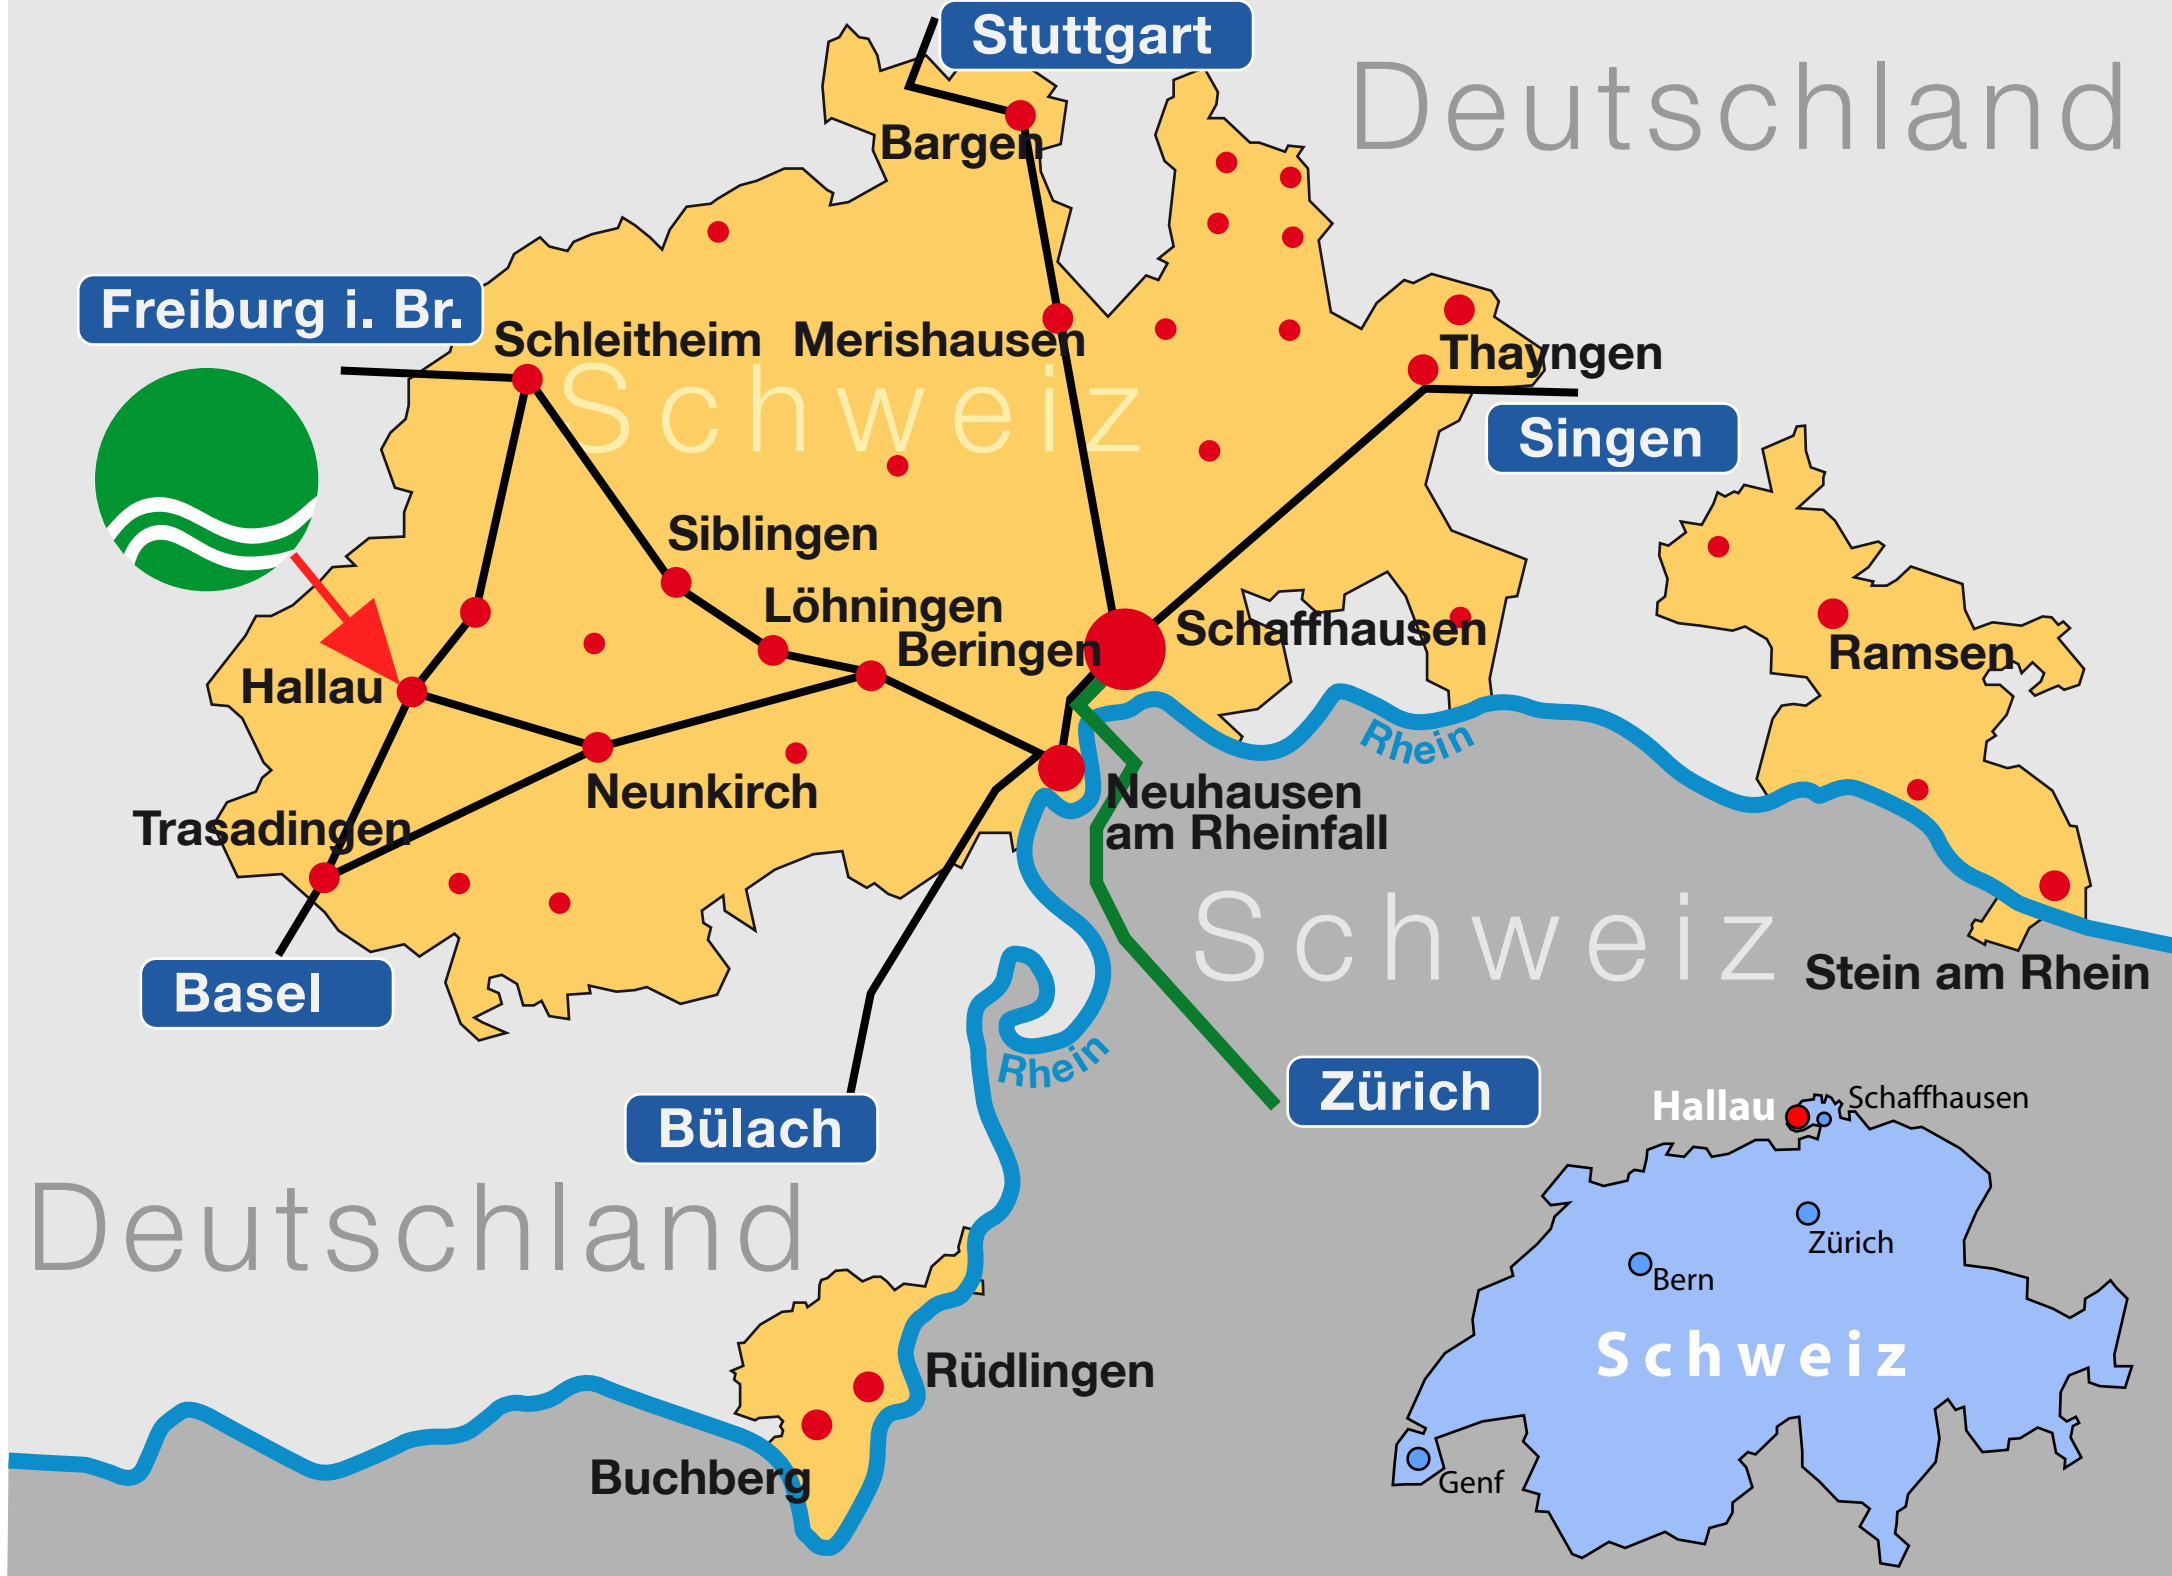 Stuttgart
Deutschland
Bargen
Freiburg i. Br.
Schleitheim
Merishausen
Thayngen
Schweiz
Singen
Siblingen
Löhningen
Beringen
Schaffhausen
Ramsen
Hallau
Rhein
Neunkirch
Neuhausen
am Rheinfall
Trasadingen
Schweiz
Stein am Rhein
Basel
Rhein
Zürich
Bülach
Hallau
Schaffhausen
Deutschland
Zürich
Bern
Schweiz
Rüdlingen
Buchberg
Genf